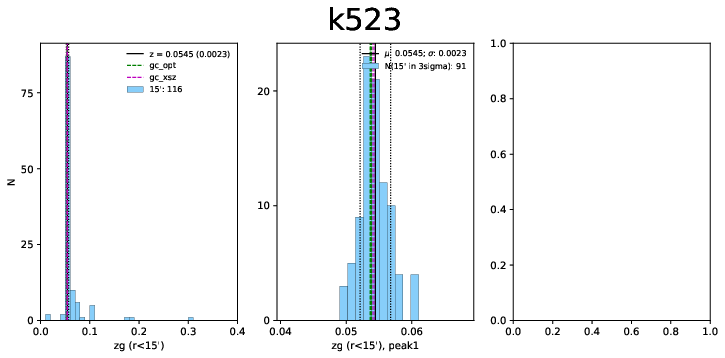 k523
z = 0.0545 (0.0023)
gc_opt
gc_xsz
15': 116
N
75
50
25
0
0.0 0.1 0.2 0.3 0.4
zg (r<15')
μ: 0.0545; σ: 0.0023
N(15' in 3sigma): 91
20
10
0
0.04 0.05 0.06
zg (r<15'), peak1
1.0
0.8
0.6
0.4
0.2
0.0
0.0 0.2 0.4 0.6 0.8 1.0